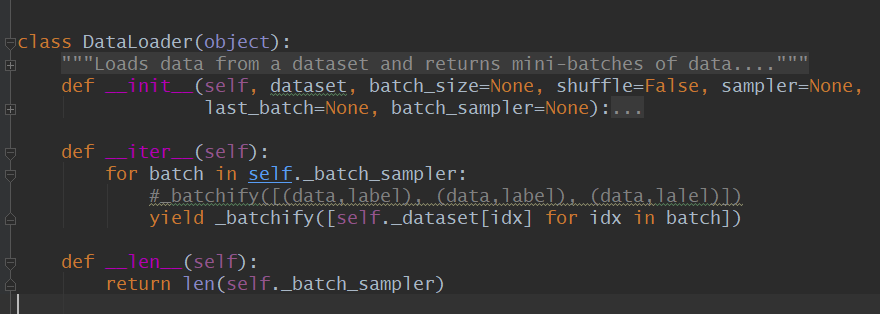 class DataLoader(object):
"""Loads data from a dataset and returns mini-batches of data...."""
def __init__(self, dataset, batch_size=None, shuffle=False, sampler=None,
last_batch=None, batch_sampler=None):...
def __iter__(self):
for batch in self._batch_sampler:
#_batchify([(data,label), (data,label), (data,lalel)])
yield _batchify([self._dataset[idx] for idx in batch])
def __len__(self):
return len(self._batch_sampler)